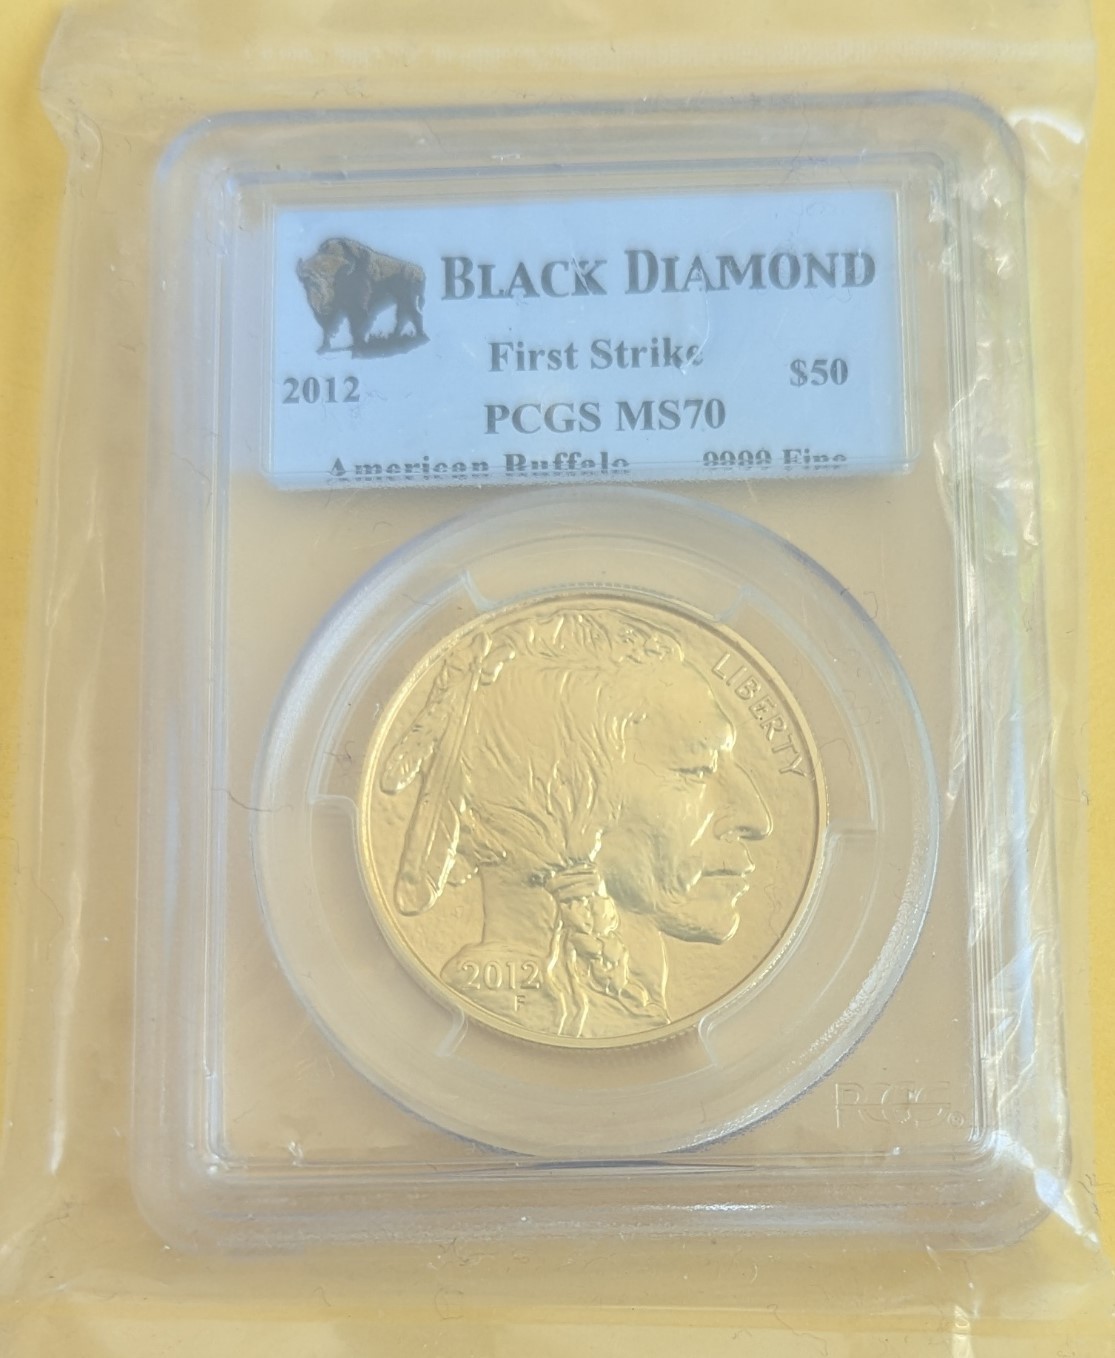 BLACK DIAMOND
First Strike
2012 $50
PCGS MS70
American Buffalo .9999 Fine
LIBERTY
2012
F
PCGS